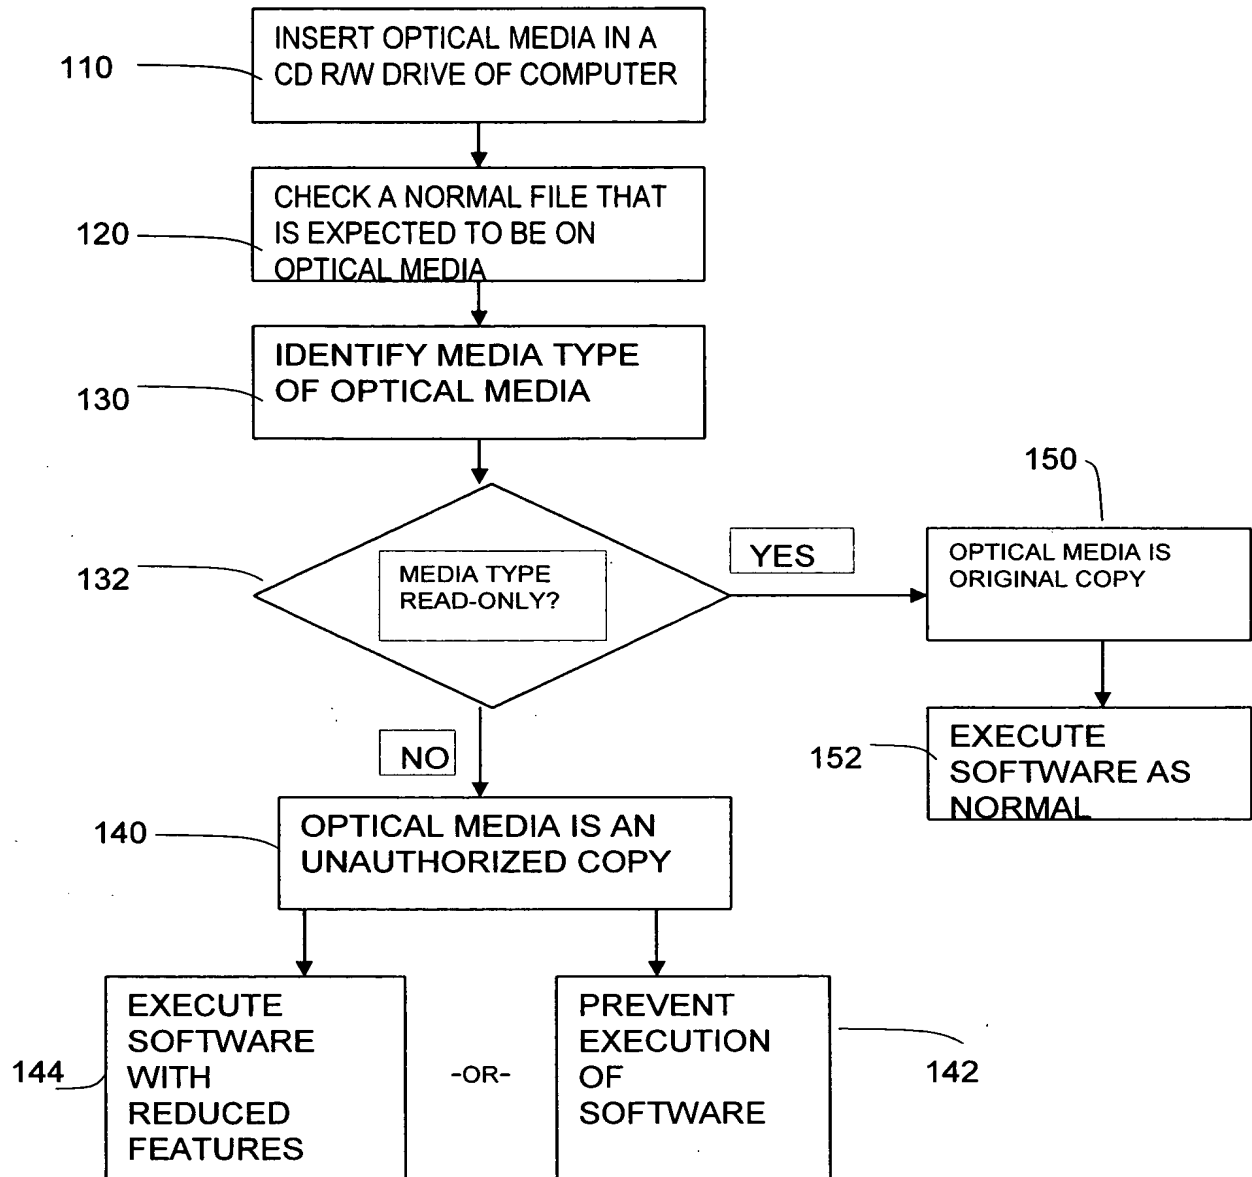 INSERT OPTICAL MEDIA IN A
CD R/W DRIVE OF COMPUTER
110
CHECK A NORMAL FILE THAT
IS EXPECTED TO BE ON
OPTICAL MEDIA
120
IDENTIFY MEDIA TYPE
OF OPTICAL MEDIA
130
MEDIA TYPE
READ-ONLY?
132
YES
150
OPTICAL MEDIA IS
ORIGINAL COPY
EXECUTE
SOFTWARE AS
NORMAL
152
NO
OPTICAL MEDIA IS AN
UNAUTHORIZED COPY
140
EXECUTE
SOFTWARE
WITH
REDUCED
FEATURES
144
-OR-
PREVENT
EXECUTION
OF
SOFTWARE
142